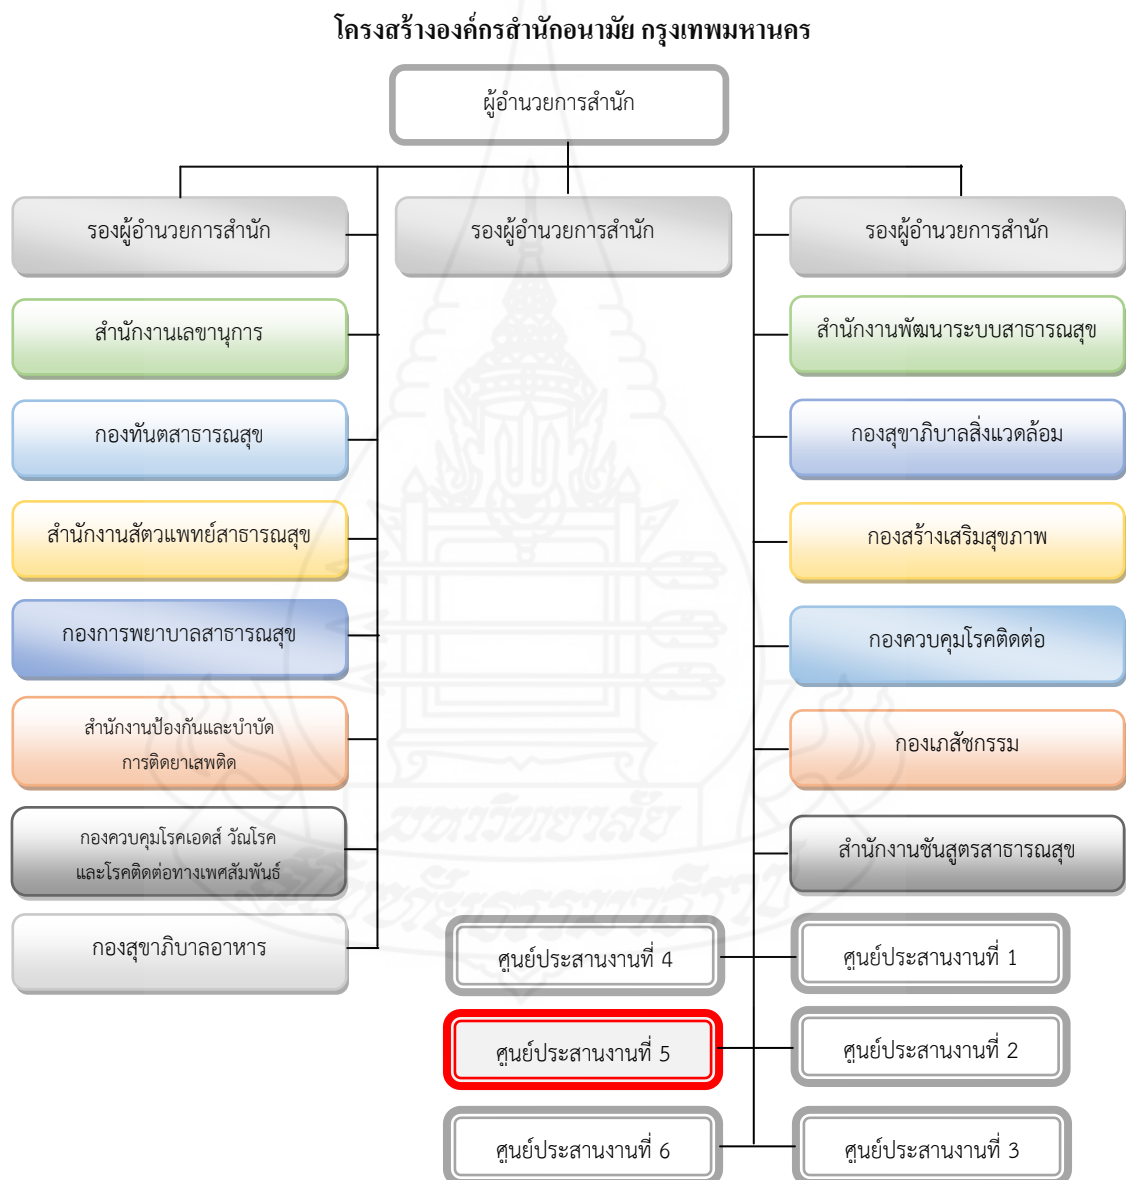 โครงสร้างองค์กรสำนักอนามัย กรุงเทพมหานคร
ผู้อำนวยการสำนัก
รองผู้อำนวยการสำนัก
รองผู้อำนวยการสำนัก
รองผู้อำนวยการสำนัก
สำนักงานเลขานุการ
สำนักงานพัฒนาระบบสาธารณสุข
กองทันตสาธารณสุข
กองสุขาภิบาลสิ่งแวดล้อม
สำนักงานสัตวแพทย์สาธารณสุข
กองสร้างเสริมสุขภาพ
กองการพยาบาลสาธารณสุข
กองควบคุมโรคติดต่อ
สำนักงานป้องกันและบำบัด
การติดยาเสพติด
กองเภสัชกรรม
กองควบคุมโรคเอดส์ วัณโรค
และโรคติดต่อทางเพศสัมพันธ์
สำนักงานชันสูตรสาธารณสุข
มหาวิทยาลัย
สุโขทัยธรรมาธิราช
กองสุขาภิบาลอาหาร
ศูนย์ประสานงานที่ 4
ศูนย์ประสานงานที่ 1
ศูนย์ประสานงานที่ 5
ศูนย์ประสานงานที่ 2
ศูนย์ประสานงานที่ 6
ศูนย์ประสานงานที่ 3